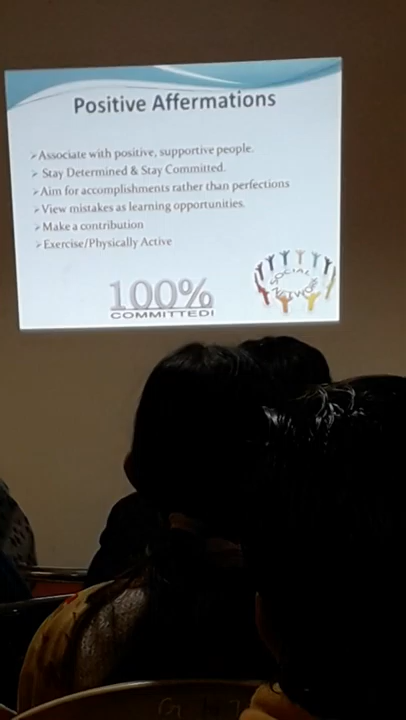 Positive Affermations
➢Associate with positive, supportive people.
➢ Stay Determined & Stay Committed.
➢Aim for accomplishments rather than perfections
➢View mistakes as learning opportunities.
➢Make a contribution
➢Exercise/Physically Active
100%
COMMITTED!
SOCIAL
NETWORK